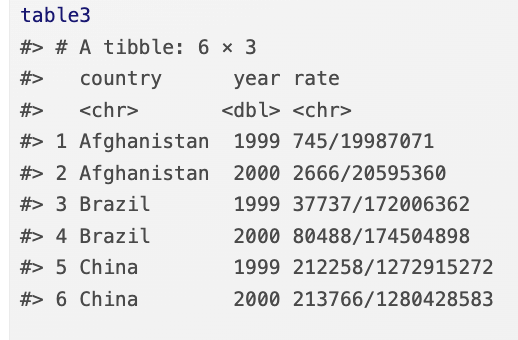 table3
#> # A tibble: 6 × 3
#>   country      year rate
#>   <chr>       <dbl> <chr>
#> 1 Afghanistan  1999 745/19987071
#> 2 Afghanistan  2000 2666/20595360
#> 3 Brazil       1999 37737/172006362
#> 4 Brazil       2000 80488/174504898
#> 5 China        1999 212258/1272915272
#> 6 China        2000 213766/1280428583